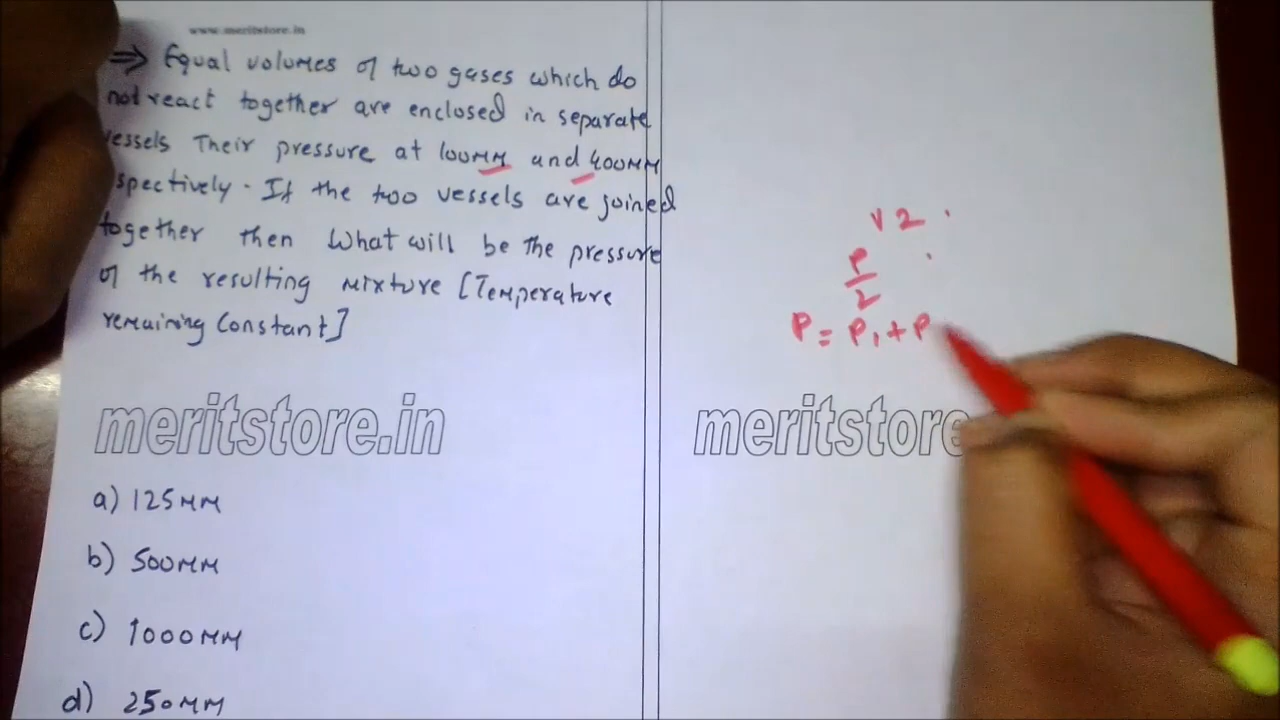 www.meritstore.in
⇒ Equal volumes of two gases which do
not react together are enclosed in separate
vessels Their pressure at 100MM and 400MM
spectively. If the two vessels are joined
together then What will be the pressure
of the resulting mixture [Temperature
remaining Constant]
meritstore.in
a) 125MM
b) 500MM
c) 1000MM
d) 250MM
V 2
P
2
P = P1 + P
meritstore